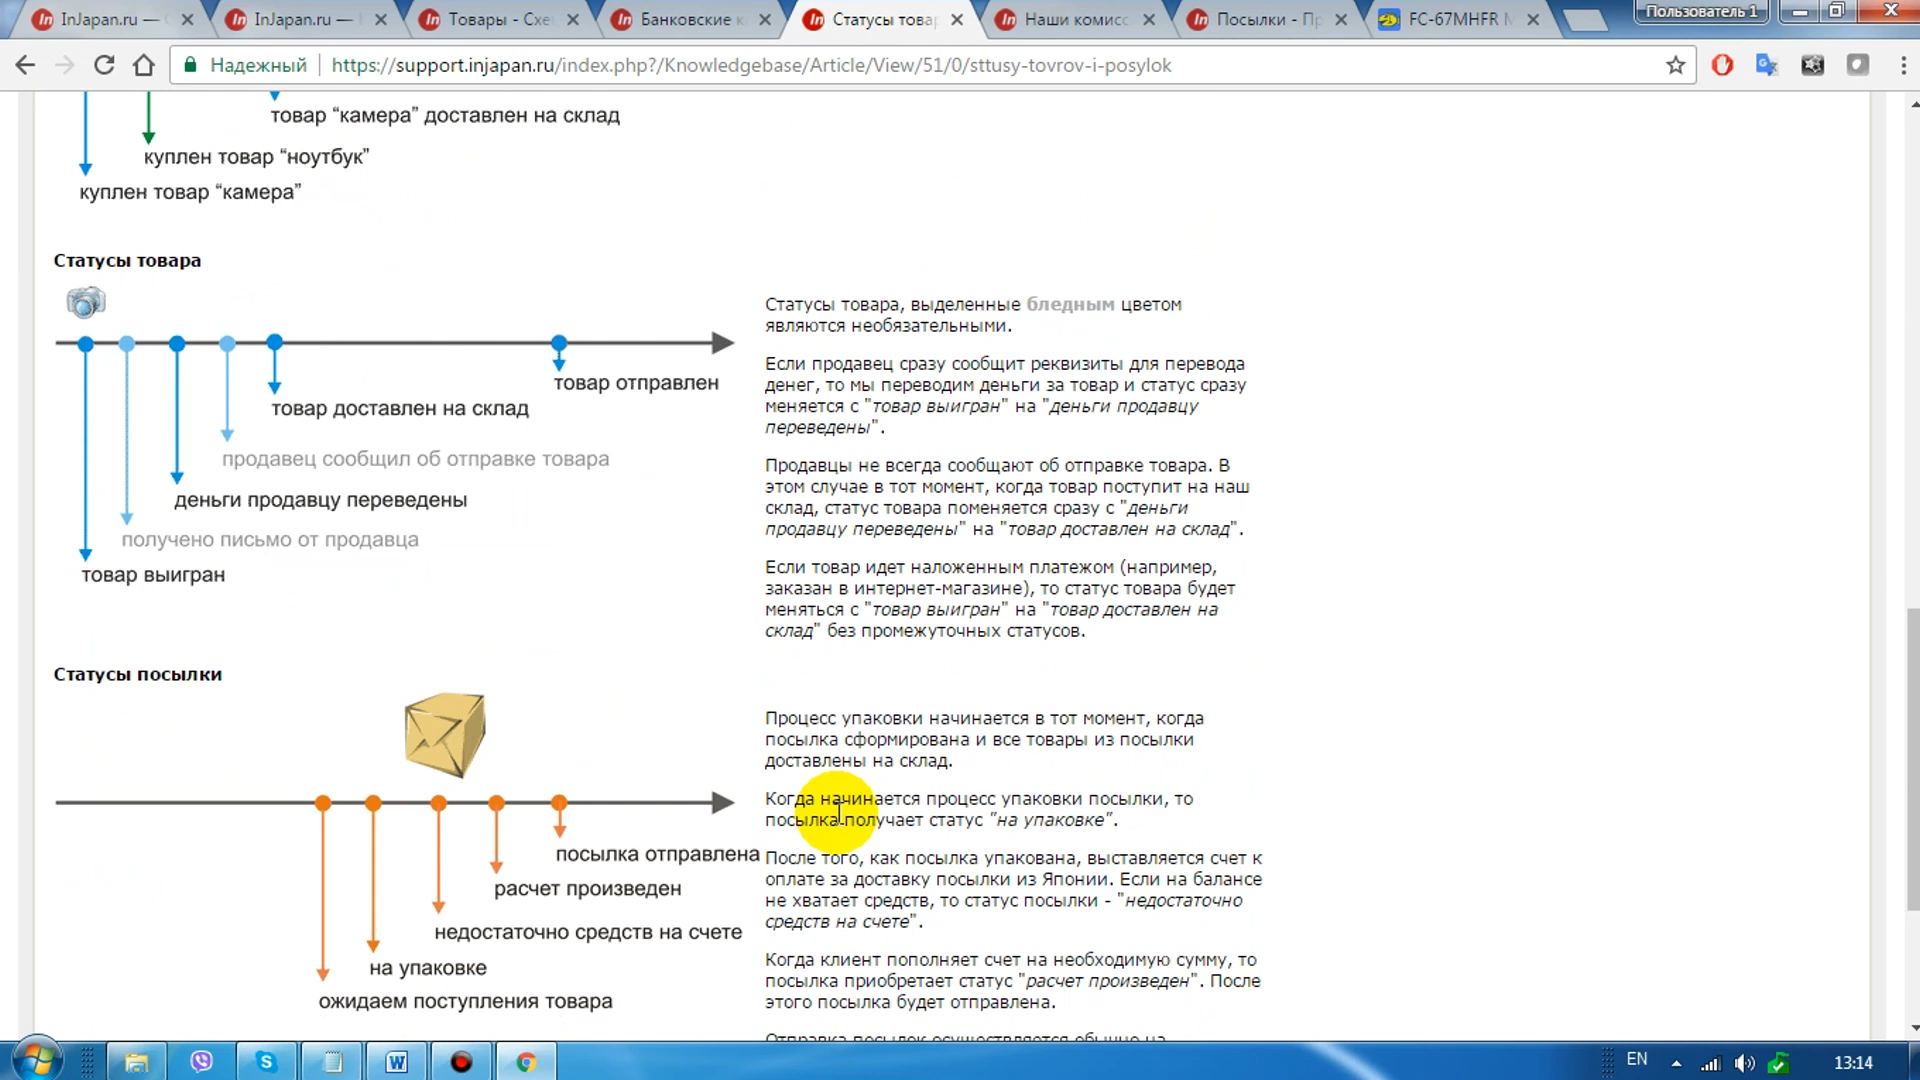 InJapan.ru —
InJapan.ru —
Товары - Схе
Банковские к
Статусы товар
Наши комисс
Посылки - Пр
FC-67MHFR M
Пользователь 1
Надежный
https://support.injapan.ru/index.php?/Knowledgebase/Article/View/51/0/sttusy-tovrov-i-posylok
товар “камера” доставлен на склад
куплен товар “ноутбук”
куплен товар “камера”
Статусы товара
товар отправлен
товар доставлен на склад
продавец сообщил об отправке товара
деньги продавцу переведены
получено письмо от продавца
товар выигран
Статусы товара, выделенные бледным цветом
являются необязательными.
Если продавец сразу сообщит реквизиты для перевода
денег, то мы переводим деньги за товар и статус сразу
меняется с "товар выигран" на "деньги продавцу
переведены".
Продавцы не всегда сообщают об отправке товара. В
этом случае в тот момент, когда товар поступит на наш
склад, статус товара поменяется сразу с "деньги
продавцу переведены" на "товар доставлен на склад".
Если товар идет наложенным платежом (например,
заказан в интернет-магазине), то статус товара будет
меняться с "товар выигран" на "товар доставлен на
склад" без промежуточных статусов.
Статусы посылки
посылка отправлена
расчет произведен
недостаточно средств на счете
на упаковке
ожидаем поступления товара
Процесс упаковки начинается в тот момент, когда
посылка сформирована и все товары из посылки
доставлены на склад.
Когда начинается процесс упаковки посылки, то
посылка получает статус "на упаковке".
После того, как посылка упакована, выставляется счет к
оплате за доставку посылки из Японии. Если на балансе
не хватает средств, то статус посылки - "недостаточно
средств на счете".
Когда клиент пополняет счет на необходимую сумму, то
посылка приобретает статус "расчет произведен". После
этого посылка будет отправлена.
Отправка посылок осуществляется обычно на
EN
13:14